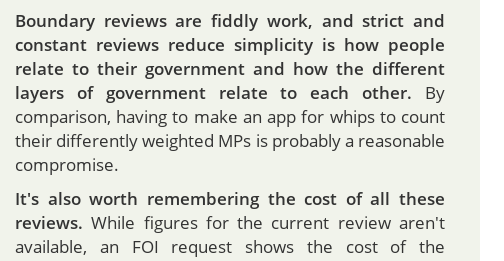 Boundary reviews are fiddly work, and strict and
constant reviews reduce simplicity is how people
relate to their government and how the different
layers of government relate to each other. By
comparison, having to make an app for whips to count
their differently weighted MPs is probably a reasonable
compromise.
It's also worth remembering the cost of all these
reviews. While figures for the current review aren't
available, an FOI request shows the cost of the